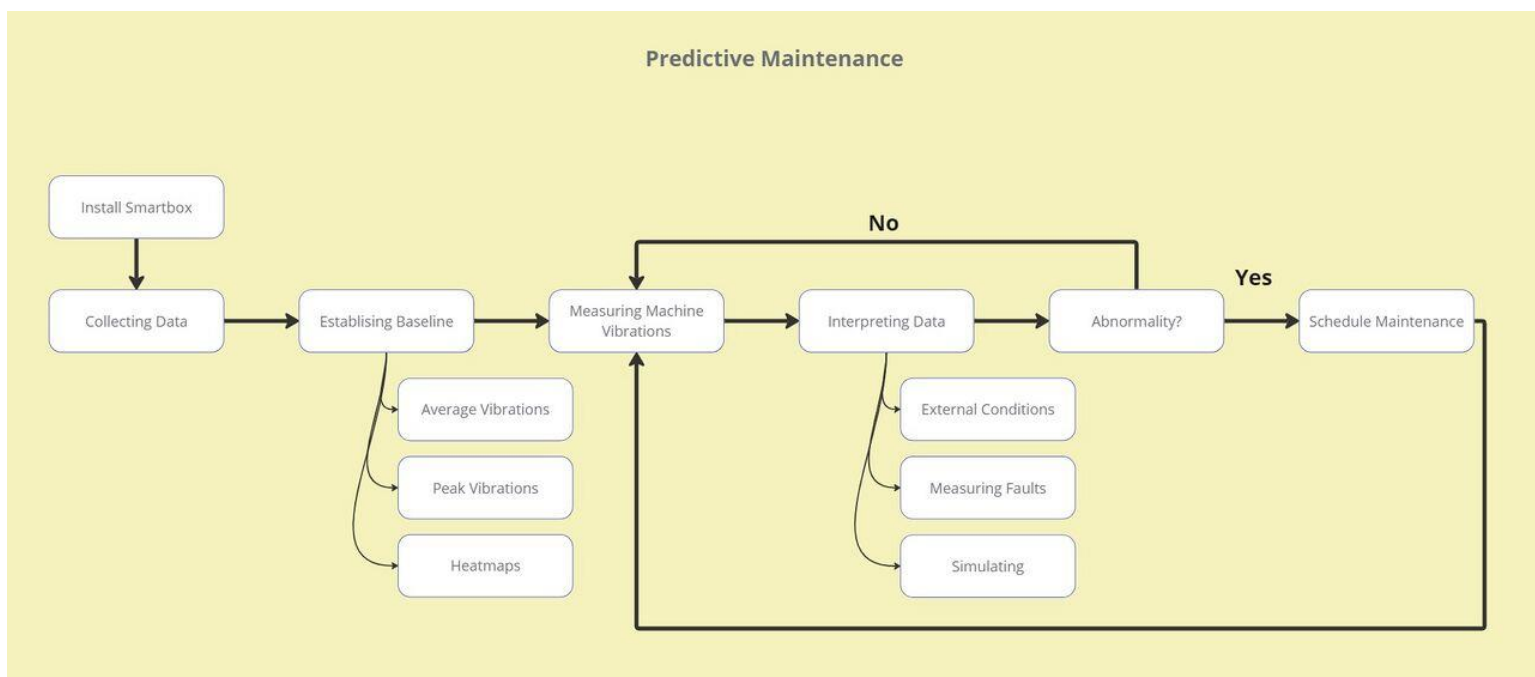 Predictive Maintenance
Install Smartbox
No
Yes
Collecting Data
Establising Baseline
Measuring Machine
Vibrations
Interpreting Data
Abnormality?
Schedule Maintenance
Average Vibrations
Peak Vibrations
Heatmaps
External Conditions
Measuring Faults
Simulating